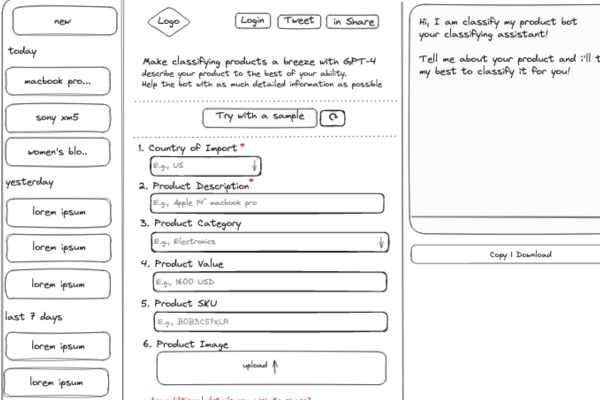 new
today
macbook pro...
sony xm5
women's blo..
yesterday
lorem ipsum
lorem ipsum
lorem ipsum
last 7 days
lorem ipsum
lorem ipsum
Logo
Login
Tweet
in Share
Make classifying products a breeze with GPT-4
describe your product to the best of your ability.
Help the bot with as much detailed information as possible
Try with a sample
1. Country of Import *
E.g., US
2. Product Description *
E.g., Apple 14" macbook pro
3. Product Category
E.g., Electronics
4. Product Value
E.g., 1600 USD
5. Product SKU
E.g., B0B3C57XLR
6. Product Image
upload
Hi, I am classify my product bot
your classifying assistant!
Tell me about your product and i'll t
my best to classify it for you!
Copy | Download